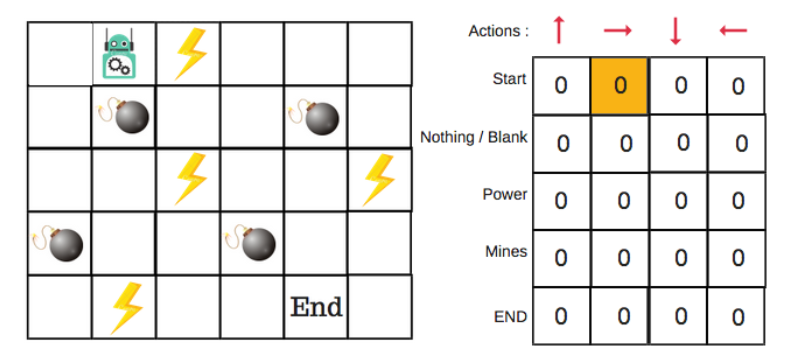 Actions : ↑ → ↓ ←
Start 0 0 0 0
Nothing / Blank 0 0 0 0
Power 0 0 0 0
Mines 0 0 0 0
End
END 0 0 0 0